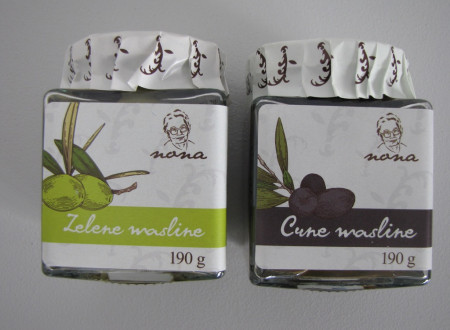 nona
Zelene masline
190 g
nona
Crne masline
190 g